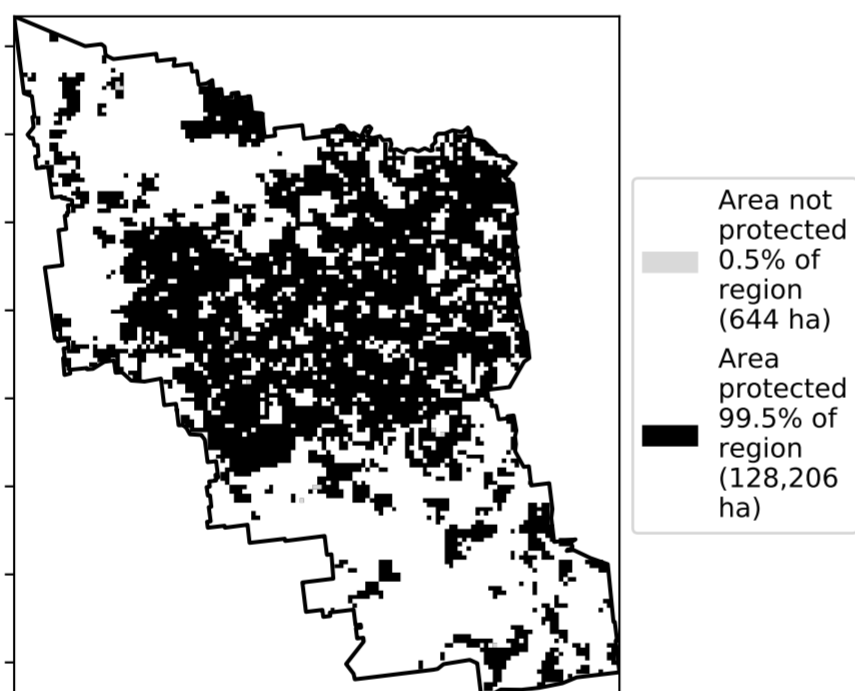 Area not
protected
0.5% of
region
(644 ha)
Area
protected
99.5% of
region
(128,206
ha)